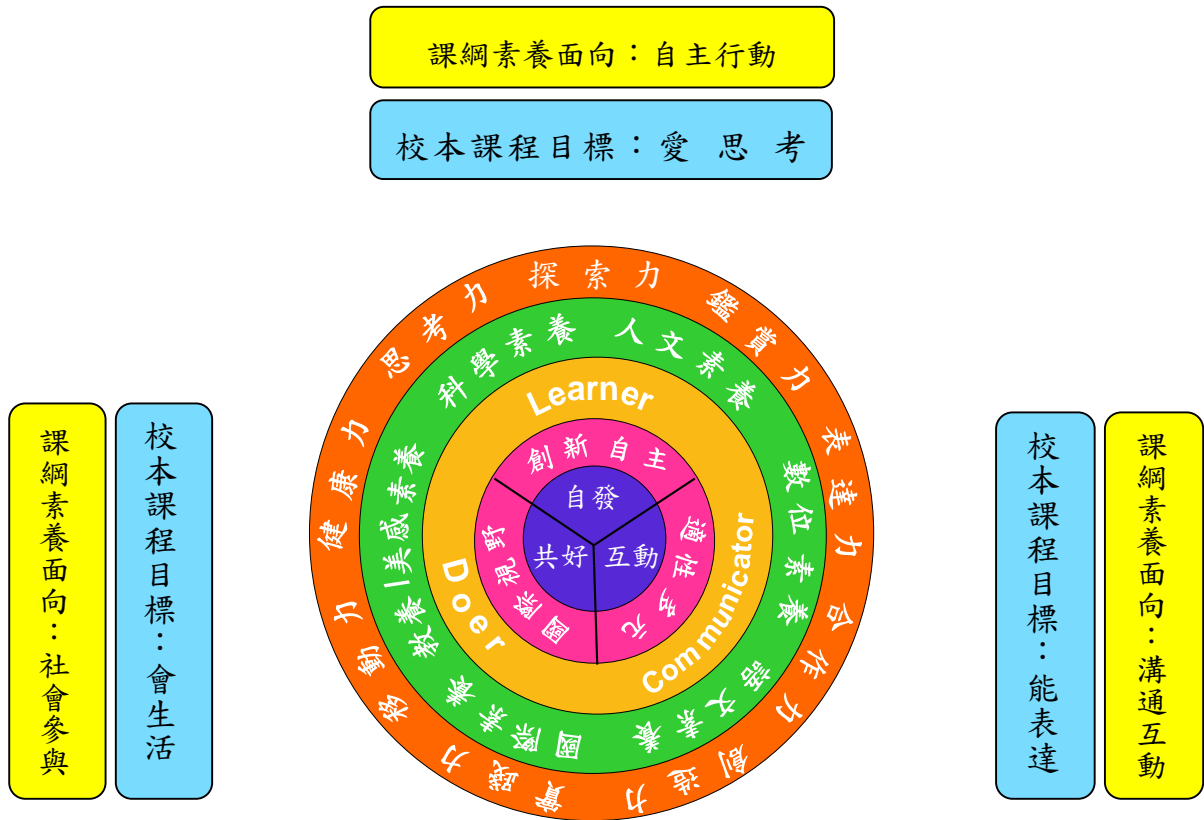 課綱素養面向：自主行動
校本課程目標：愛 思 考
課綱素養面向：社會參與
校本課程目標：會生活
校本課程目標：能表達
課綱素養面向：溝通互動
思考力
探索力
鑑賞力
表達力
合作力
創造力
實踐力
移動力
健康力
科學素養
人文素養
數位素養
語文素養
國際素養
教養|美感素養
Learner
Communicator
Doer
創新 自主
適性多元
國際視野
自發
互動
共好